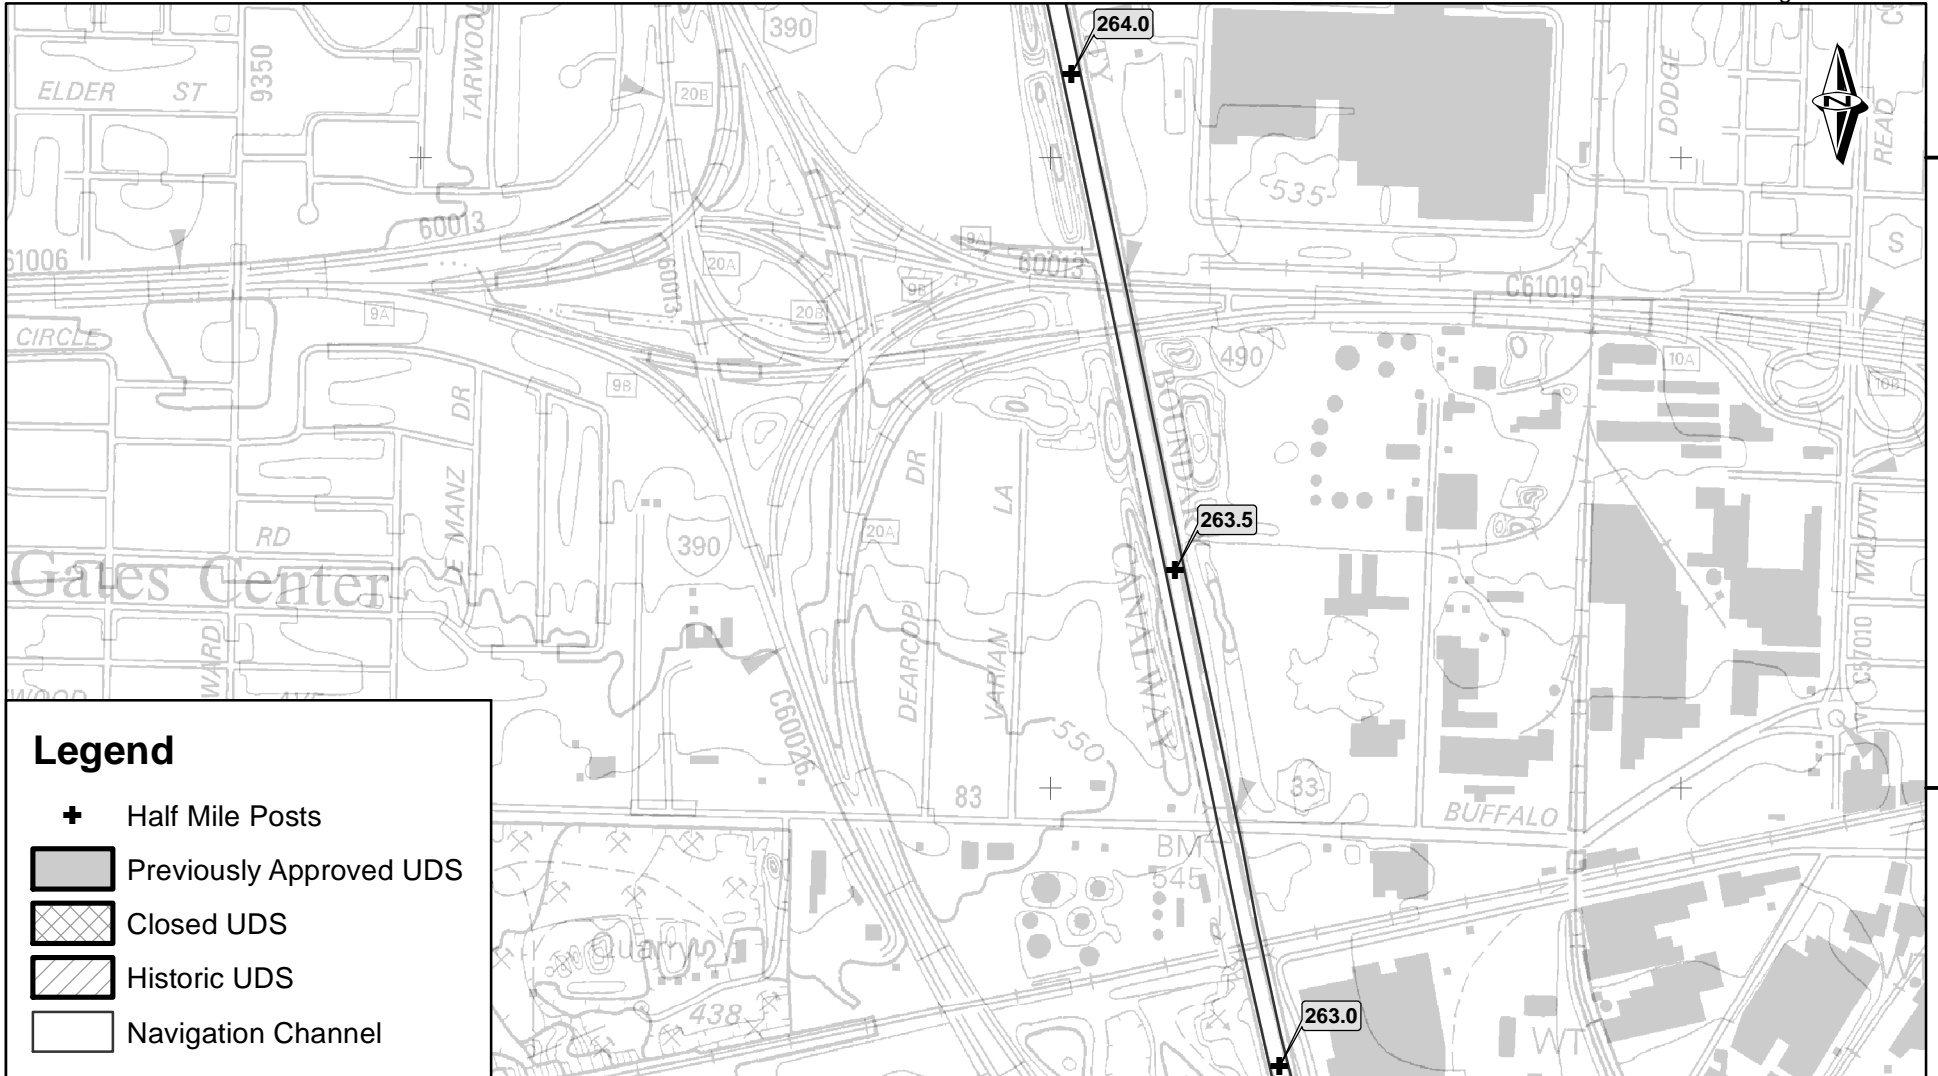 264.0
390
TARWOOD
9350
ELDER ST
20B
DODGE
READ
N
535
60013
S
9A
61006
60013
20A
60013
9B
C61019
20B
9A
CIRCLE
490
10A
10B
9B
BOUNDARY
DR
DR
LE MANZ
LA
263.5
RD
390
20A
MOUNT
Gates Center
CANALWAY
DEARCOP
VARIAN
C57010
WARD
WOOD AVE
C60026
550
Legend
Half Mile Posts
Previously Approved UDS
Closed UDS
Historic UDS
Navigation Channel
83
33
BUFFALO
BM
545
Quarry
438
263.0
WT